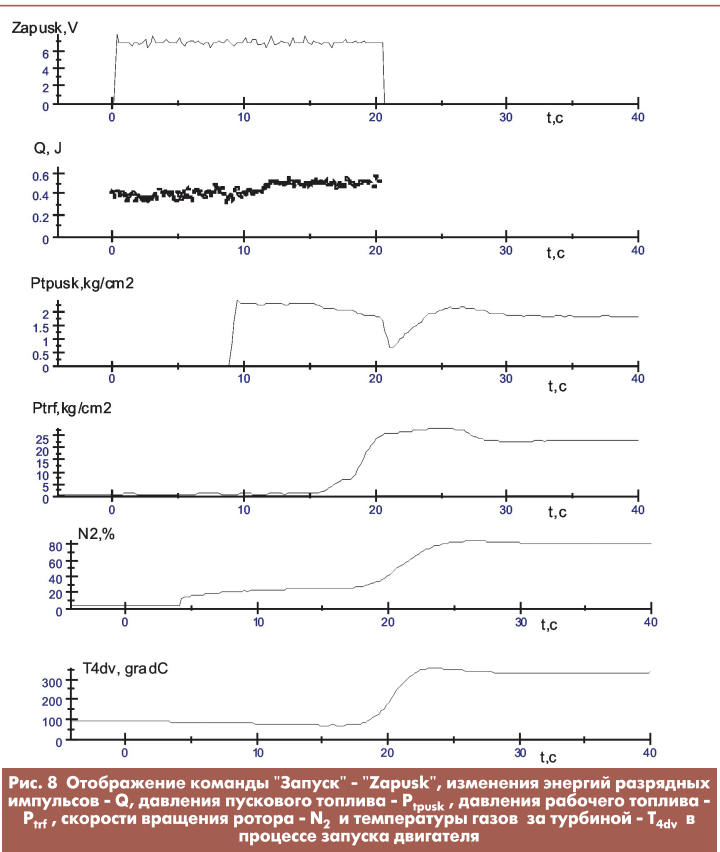 Zapusk,V
6
4
2
0
0 10 20 30 40
t,c
Q, J
0.6
0.4
0.2
0
0 10 20 30 40
t,c
Ptpusk,kg/cm2
2
1.5
1
0.5
0
0 10 20 30 40
t,c
Ptrf,kg/cm2
25
20
15
10
5
0
0 10 20 30 40
t,c
N2,%
80
60
40
20
0
0 10 20 30 40
t,c
T4dv, gradC
300
200
100
0
0 10 20 30 40
t,c
Рис. 8 Отображение команды "Запуск" - "Zapusk", изменения энергий разрядных
импульсов - Q, давления пускового топлива - Ptpusk , давления рабочего топлива -
Ptrf , скорости вращения ротора - N2 и температуры газов за турбиной - T4dv в
процессе запуска двигателя